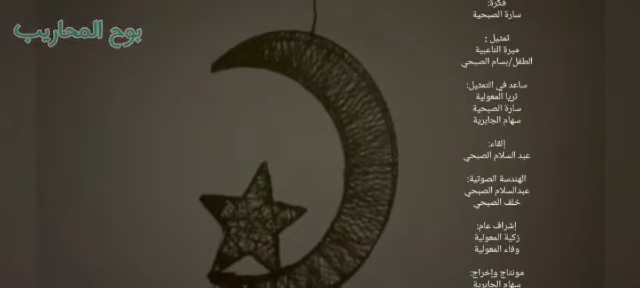 بوح المحاريب
فكرة:
سارة الصبحية
تمثيل :
ميرة الناعبية
الطفل/بسام الصبحي
ساعد في التمثيل:
ثريا المعولية
سارة الصبحية
سهام الجابرية
إلقاء:
عبد السلام الصبحي
الهندسة الصوتية:
عبدالسلام الصبحي
خلف الصبحي
إشراف عام:
زكية المعولية
وفاء المعولية
مونتاج وإخراج:
سهام الجابرية